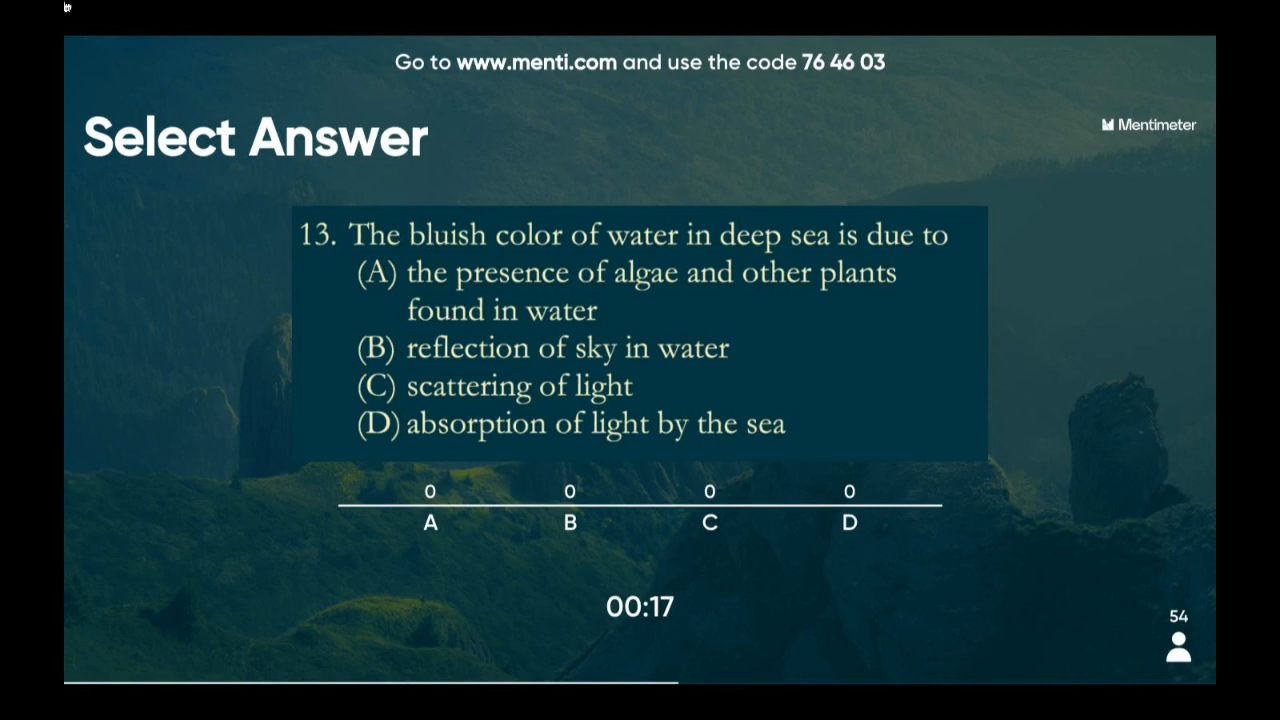 Go to www.menti.com and use the code 76 46 03
Select Answer
Mentimeter
13. The bluish color of water in deep sea is due to
(A) the presence of algae and other plants
found in water
(B) reflection of sky in water
(C) scattering of light
(D) absorption of light by the sea
0 0 0 0
A B C D
00:17
54